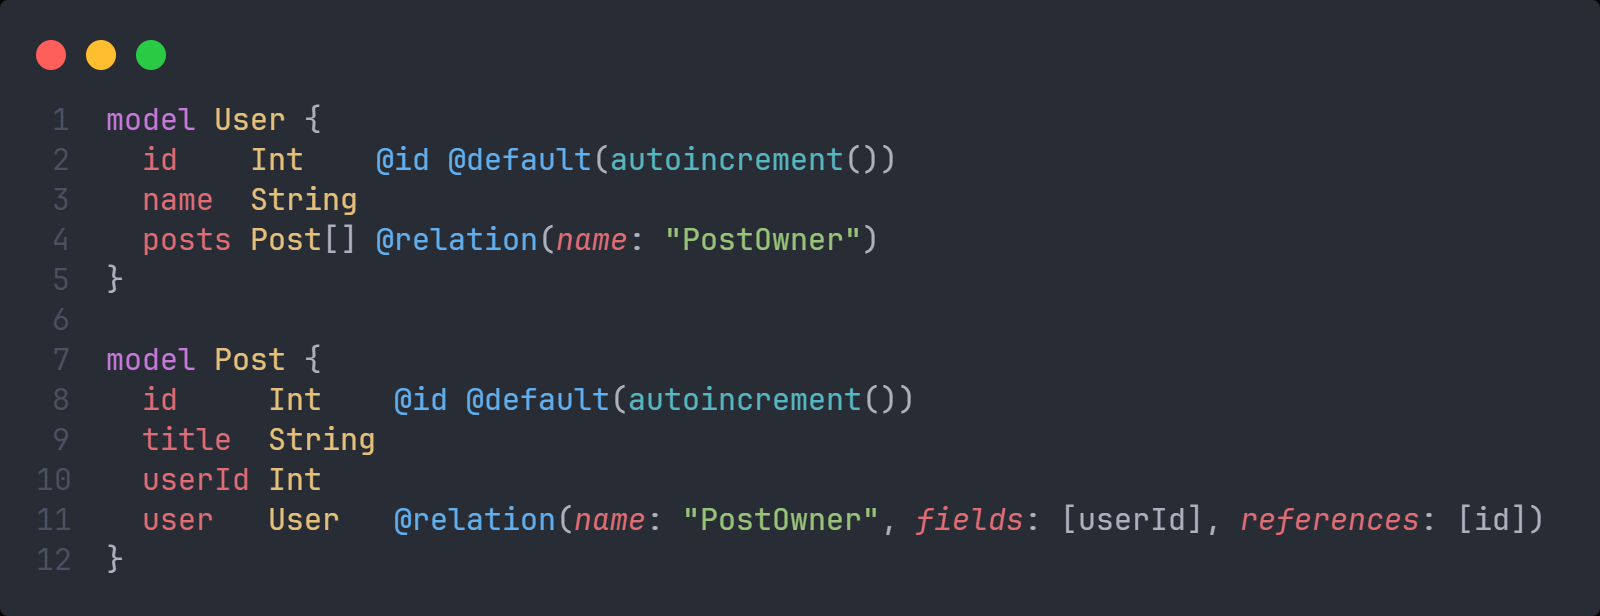 1 model User {
2   id    Int    @id @default(autoincrement())
3   name  String
4   posts Post[] @relation(name: "PostOwner")
5 }
6
7 model Post {
8   id     Int    @id @default(autoincrement())
9   title  String
10   userId Int
11   user   User   @relation(name: "PostOwner", fields: [userId], references: [id])
12 }